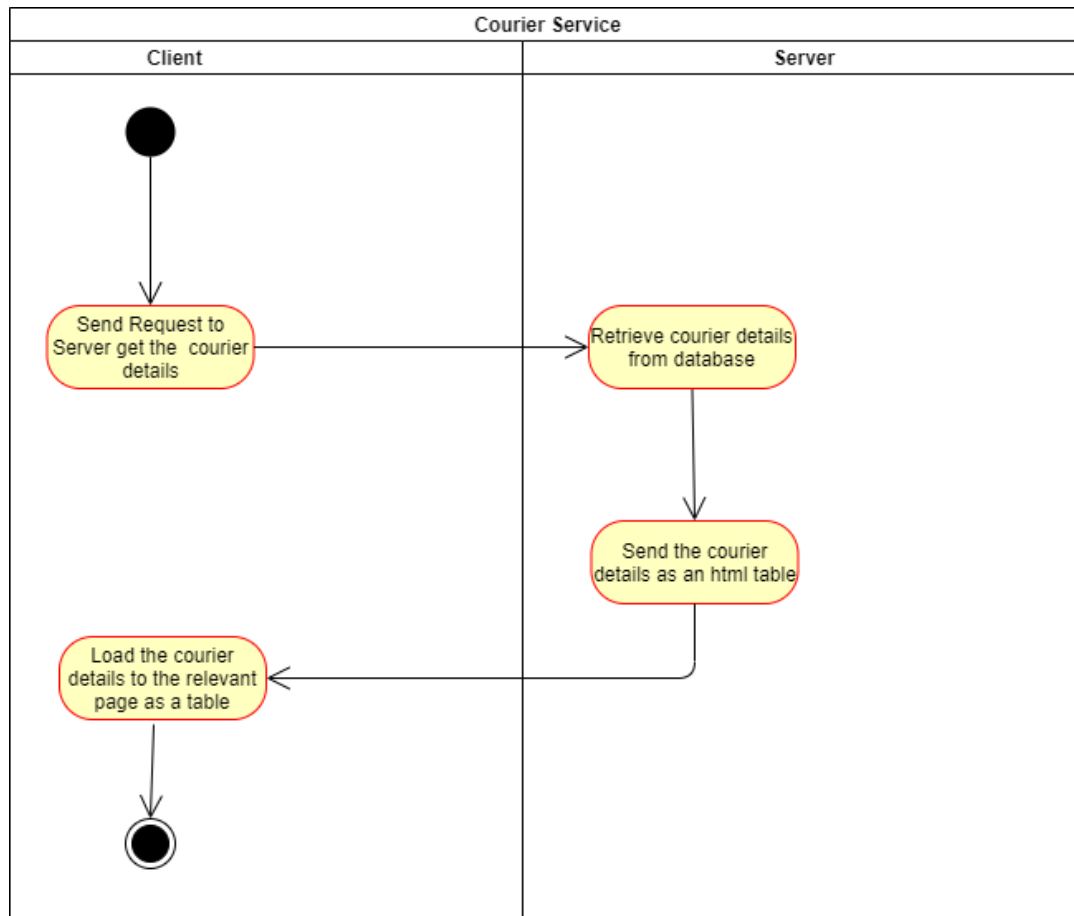 Courier Service
Client
Server
Send Request to
Server get the courier
details
Retrieve courier details
from database
Send the courier
details as an html table
Load the courier
details to the relevant
page as a table